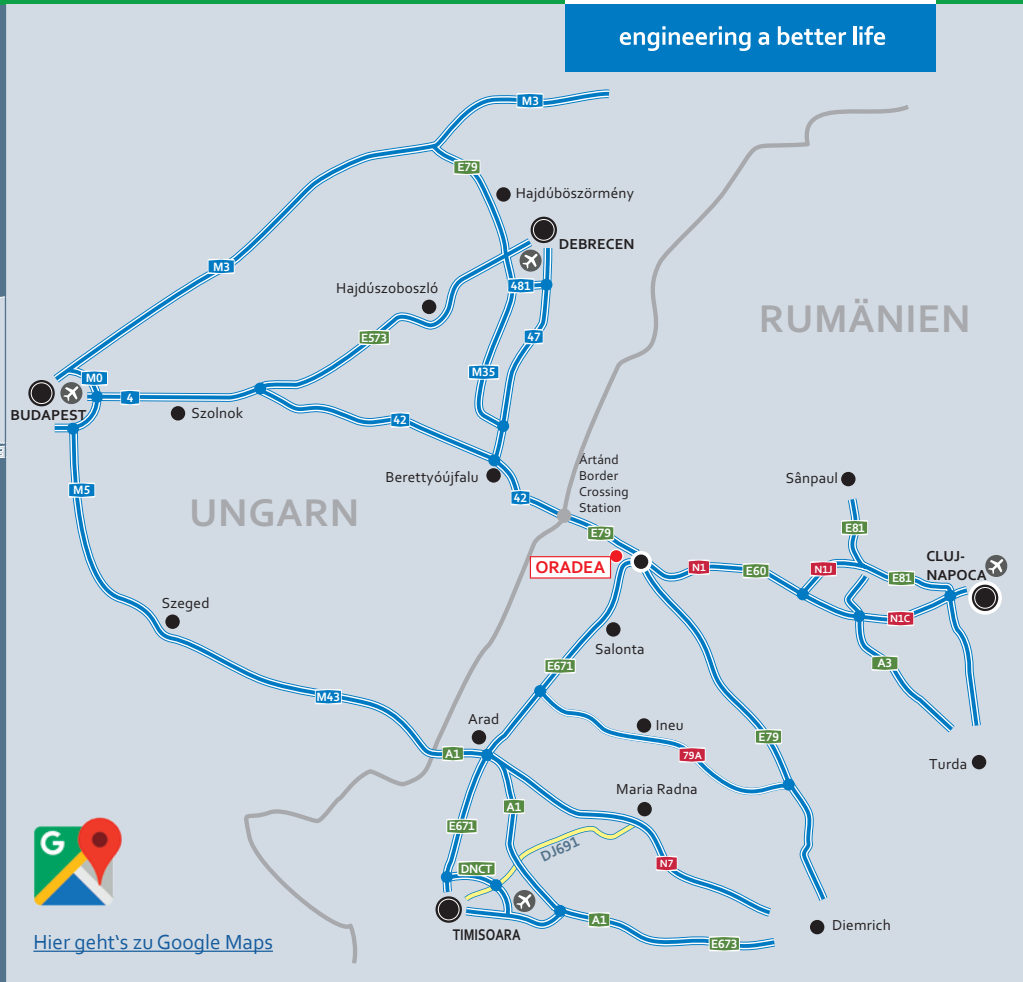 engineering a better life
M3
E79
Hajdúböszörmény
DEBRECEN
M3
481
Hajdúszoboszló
RUMÄNIEN
E573
47
M35
M0
4
BUDAPEST
Szolnok
42
Ártánd
Border
Crossing
Station
Berettyóújfalu
Sânpaul
M5
42
UNGARN
E79
E81
ORADEA
N1
E60
N1J
E81
CLUJ-
NAPOCA
Szeged
N1C
Salonta
E671
A3
M43
Arad
Ineu
E79
A1
79A
Turda
Maria Radna
A1
E671
DJ691
N7
G
DNCT
TIMISOARA
A1
Diemrich
E673
Hier geht's zu Google Maps